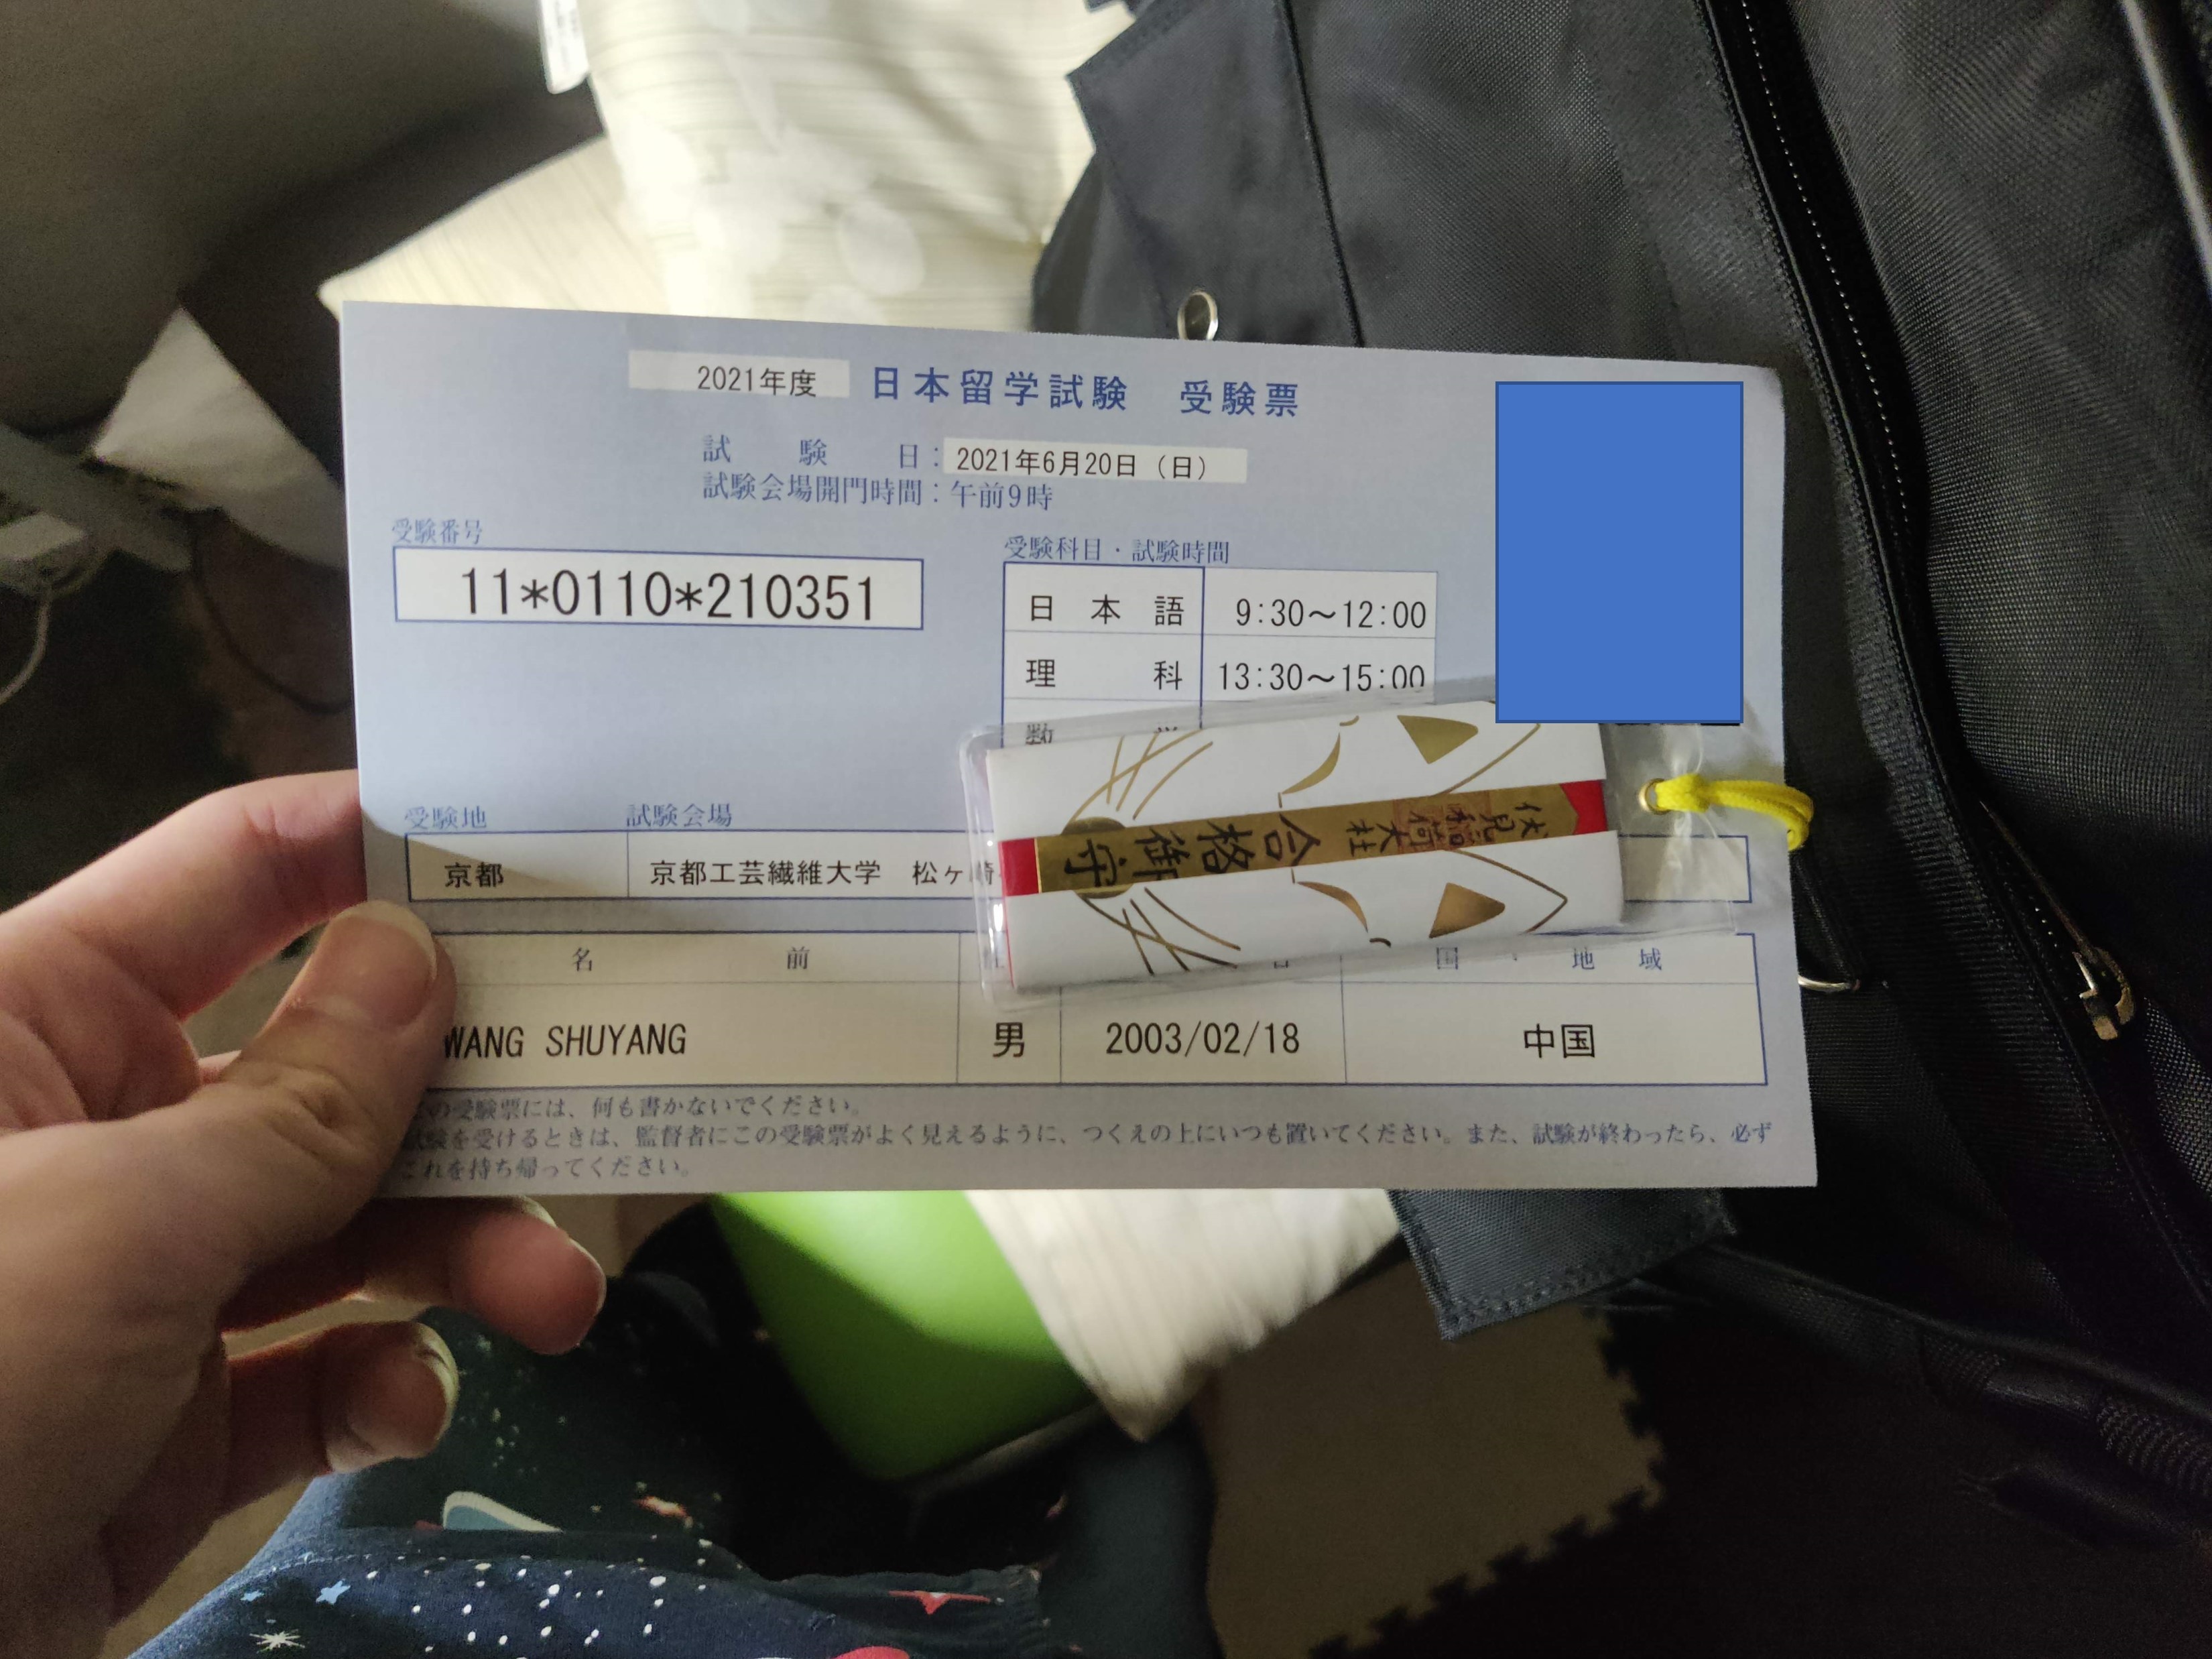 2021年度 日本留学試験 受験票
試験日：2021年6月20日（日）
試験会場開門時間：午前9時
受験番号
11*0110*210351
受験科目・試験時間
日本語 9:30～12:00
理科 13:30～15:00
数学
受験地 試験会場
京都 京都工芸繊維大学 松ヶ崎
伏見稲荷大社 合格御守
名前 国・地域
WANG SHUYANG 男 2003/02/18 中国
この受験票には、何も書かないでください。
試験を受けるときは、監督者にこの受験票がよく見えるように、つくえの上にいつも置いてください。また、試験が終わったら、必ず
これを持ち帰ってください。